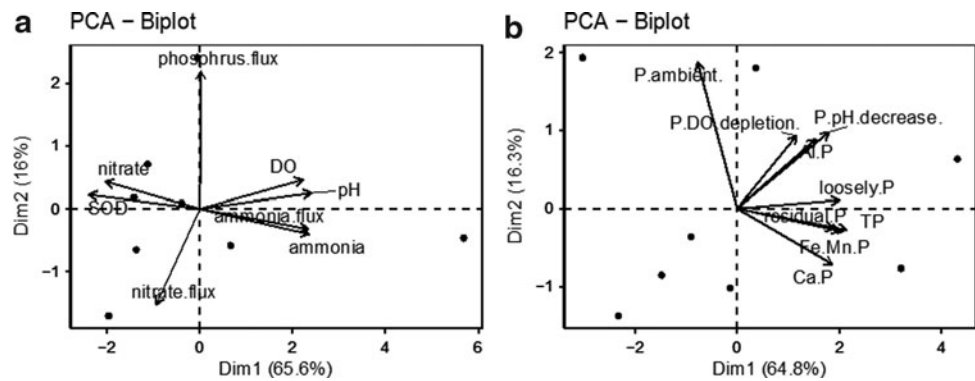 a
PCA – Biplot
phosphrus.flux
nitrate
DO
pH
SOD
ammonia.flux
ammonia
nitrate.flux
2
1
0
−1
−2
0
2
4
6
Dim2 (16%)
Dim1 (65.6%)
b
PCA – Biplot
P.ambient.
P.DO.depletion.
P.pH.decrease.
Al.P
loosely.P
residual.P
TP
Fe.Mn.P
Ca.P
2
1
0
−1
−2
0
2
4
Dim2 (16.3%)
Dim1 (64.8%)